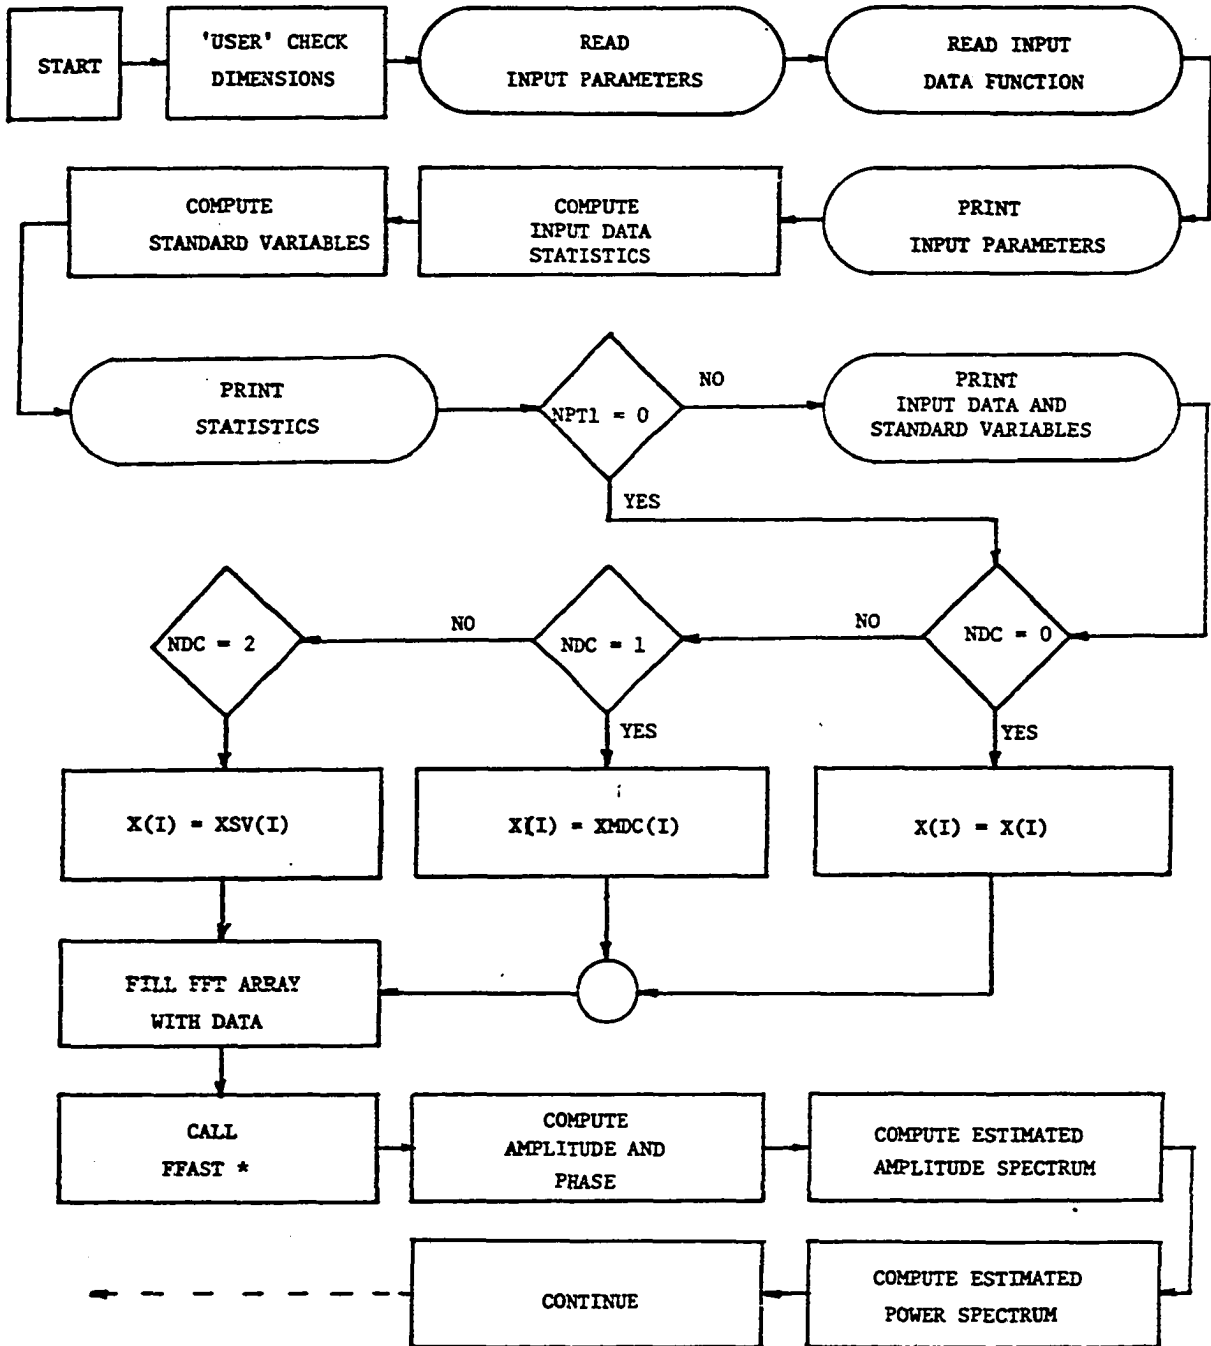 START
'USER' CHECK
DIMENSIONS
READ
INPUT PARAMETERS
READ INPUT
DATA FUNCTION
COMPUTE
STANDARD VARIABLES
COMPUTE
INPUT DATA
STATISTICS
PRINT
INPUT PARAMETERS
PRINT
STATISTICS
NPT1 = 0
NO
PRINT
INPUT DATA AND
STANDARD VARIABLES
YES
NDC = 2
NO
NDC = 1
NO
NDC = 0
YES
YES
X(I) = XSV(I)
X(I) = XMDC(I)
X(I) = X(I)
FILL FFT ARRAY
WITH DATA
CALL
FFAST *
COMPUTE
AMPLITUDE AND
PHASE
COMPUTE ESTIMATED
AMPLITUDE SPECTRUM
CONTINUE
COMPUTE ESTIMATED
POWER SPECTRUM